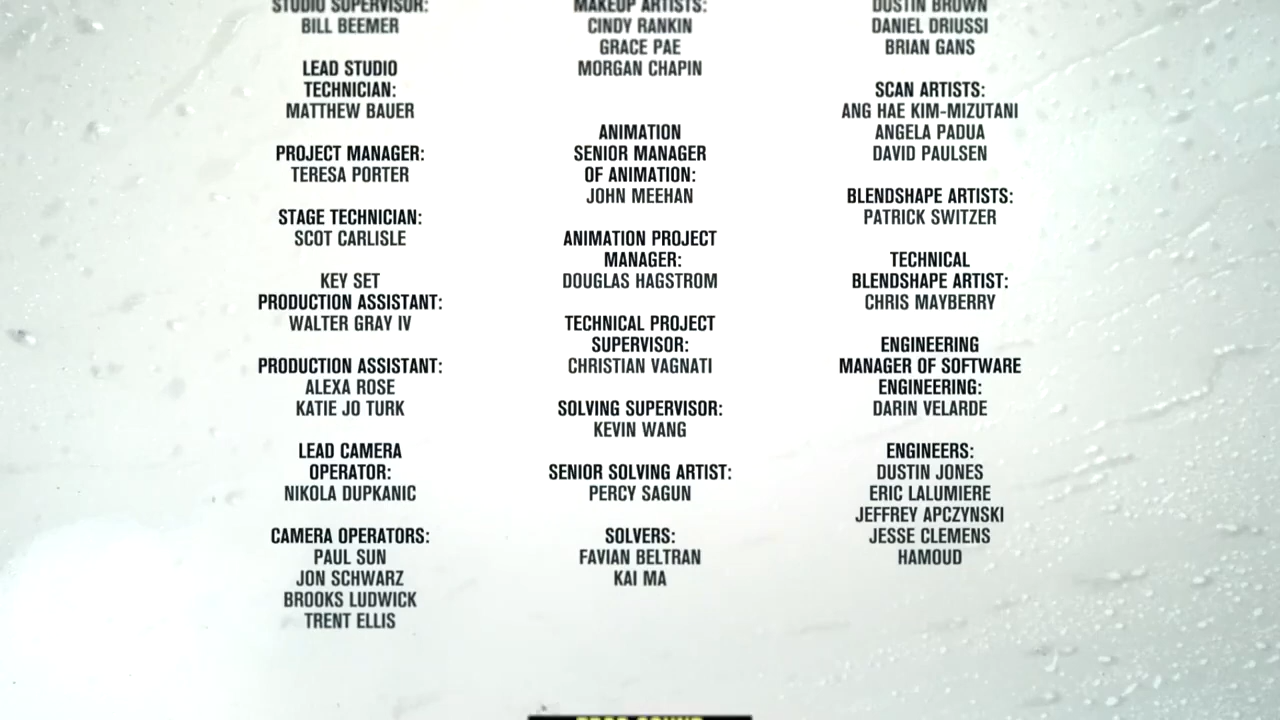 STUDIO SUPERVISOR:
BILL BEEMER
LEAD STUDIO
TECHNICIAN:
MATTHEW BAUER
PROJECT MANAGER:
TERESA PORTER
STAGE TECHNICIAN:
SCOT CARLISLE
KEY SET
PRODUCTION ASSISTANT:
WALTER GRAY IV
PRODUCTION ASSISTANT:
ALEXA ROSE
KATIE JO TURK
LEAD CAMERA
OPERATOR:
NIKOLA DUPKANIC
CAMERA OPERATORS:
PAUL SUN
JON SCHWARZ
BROOKS LUDWICK
TRENT ELLIS
MAKEUP ARTISTS:
CINDY RANKIN
GRACE PAE
MORGAN CHAPIN
ANIMATION
SENIOR MANAGER
OF ANIMATION:
JOHN MEEHAN
ANIMATION PROJECT
MANAGER:
DOUGLAS HAGSTROM
TECHNICAL PROJECT
SUPERVISOR:
CHRISTIAN VAGNATI
SOLVING SUPERVISOR:
KEVIN WANG
SENIOR SOLVING ARTIST:
PERCY SAGUN
SOLVERS:
FAVIAN BELTRAN
KAI MA
DUSTIN BROWN
DANIEL DRIUSSI
BRIAN GANS
SCAN ARTISTS:
ANG HAE KIM-MIZUTANI
ANGELA PADUA
DAVID PAULSEN
BLENDSHAPE ARTISTS:
PATRICK SWITZER
TECHNICAL
BLENDSHAPE ARTIST:
CHRIS MAYBERRY
ENGINEERING
MANAGER OF SOFTWARE
ENGINEERING:
DARIN VELARDE
ENGINEERS:
DUSTIN JONES
ERIC LALUMIERE
JEFFREY APCZYNSKI
JESSE CLEMENS
HAMOUD